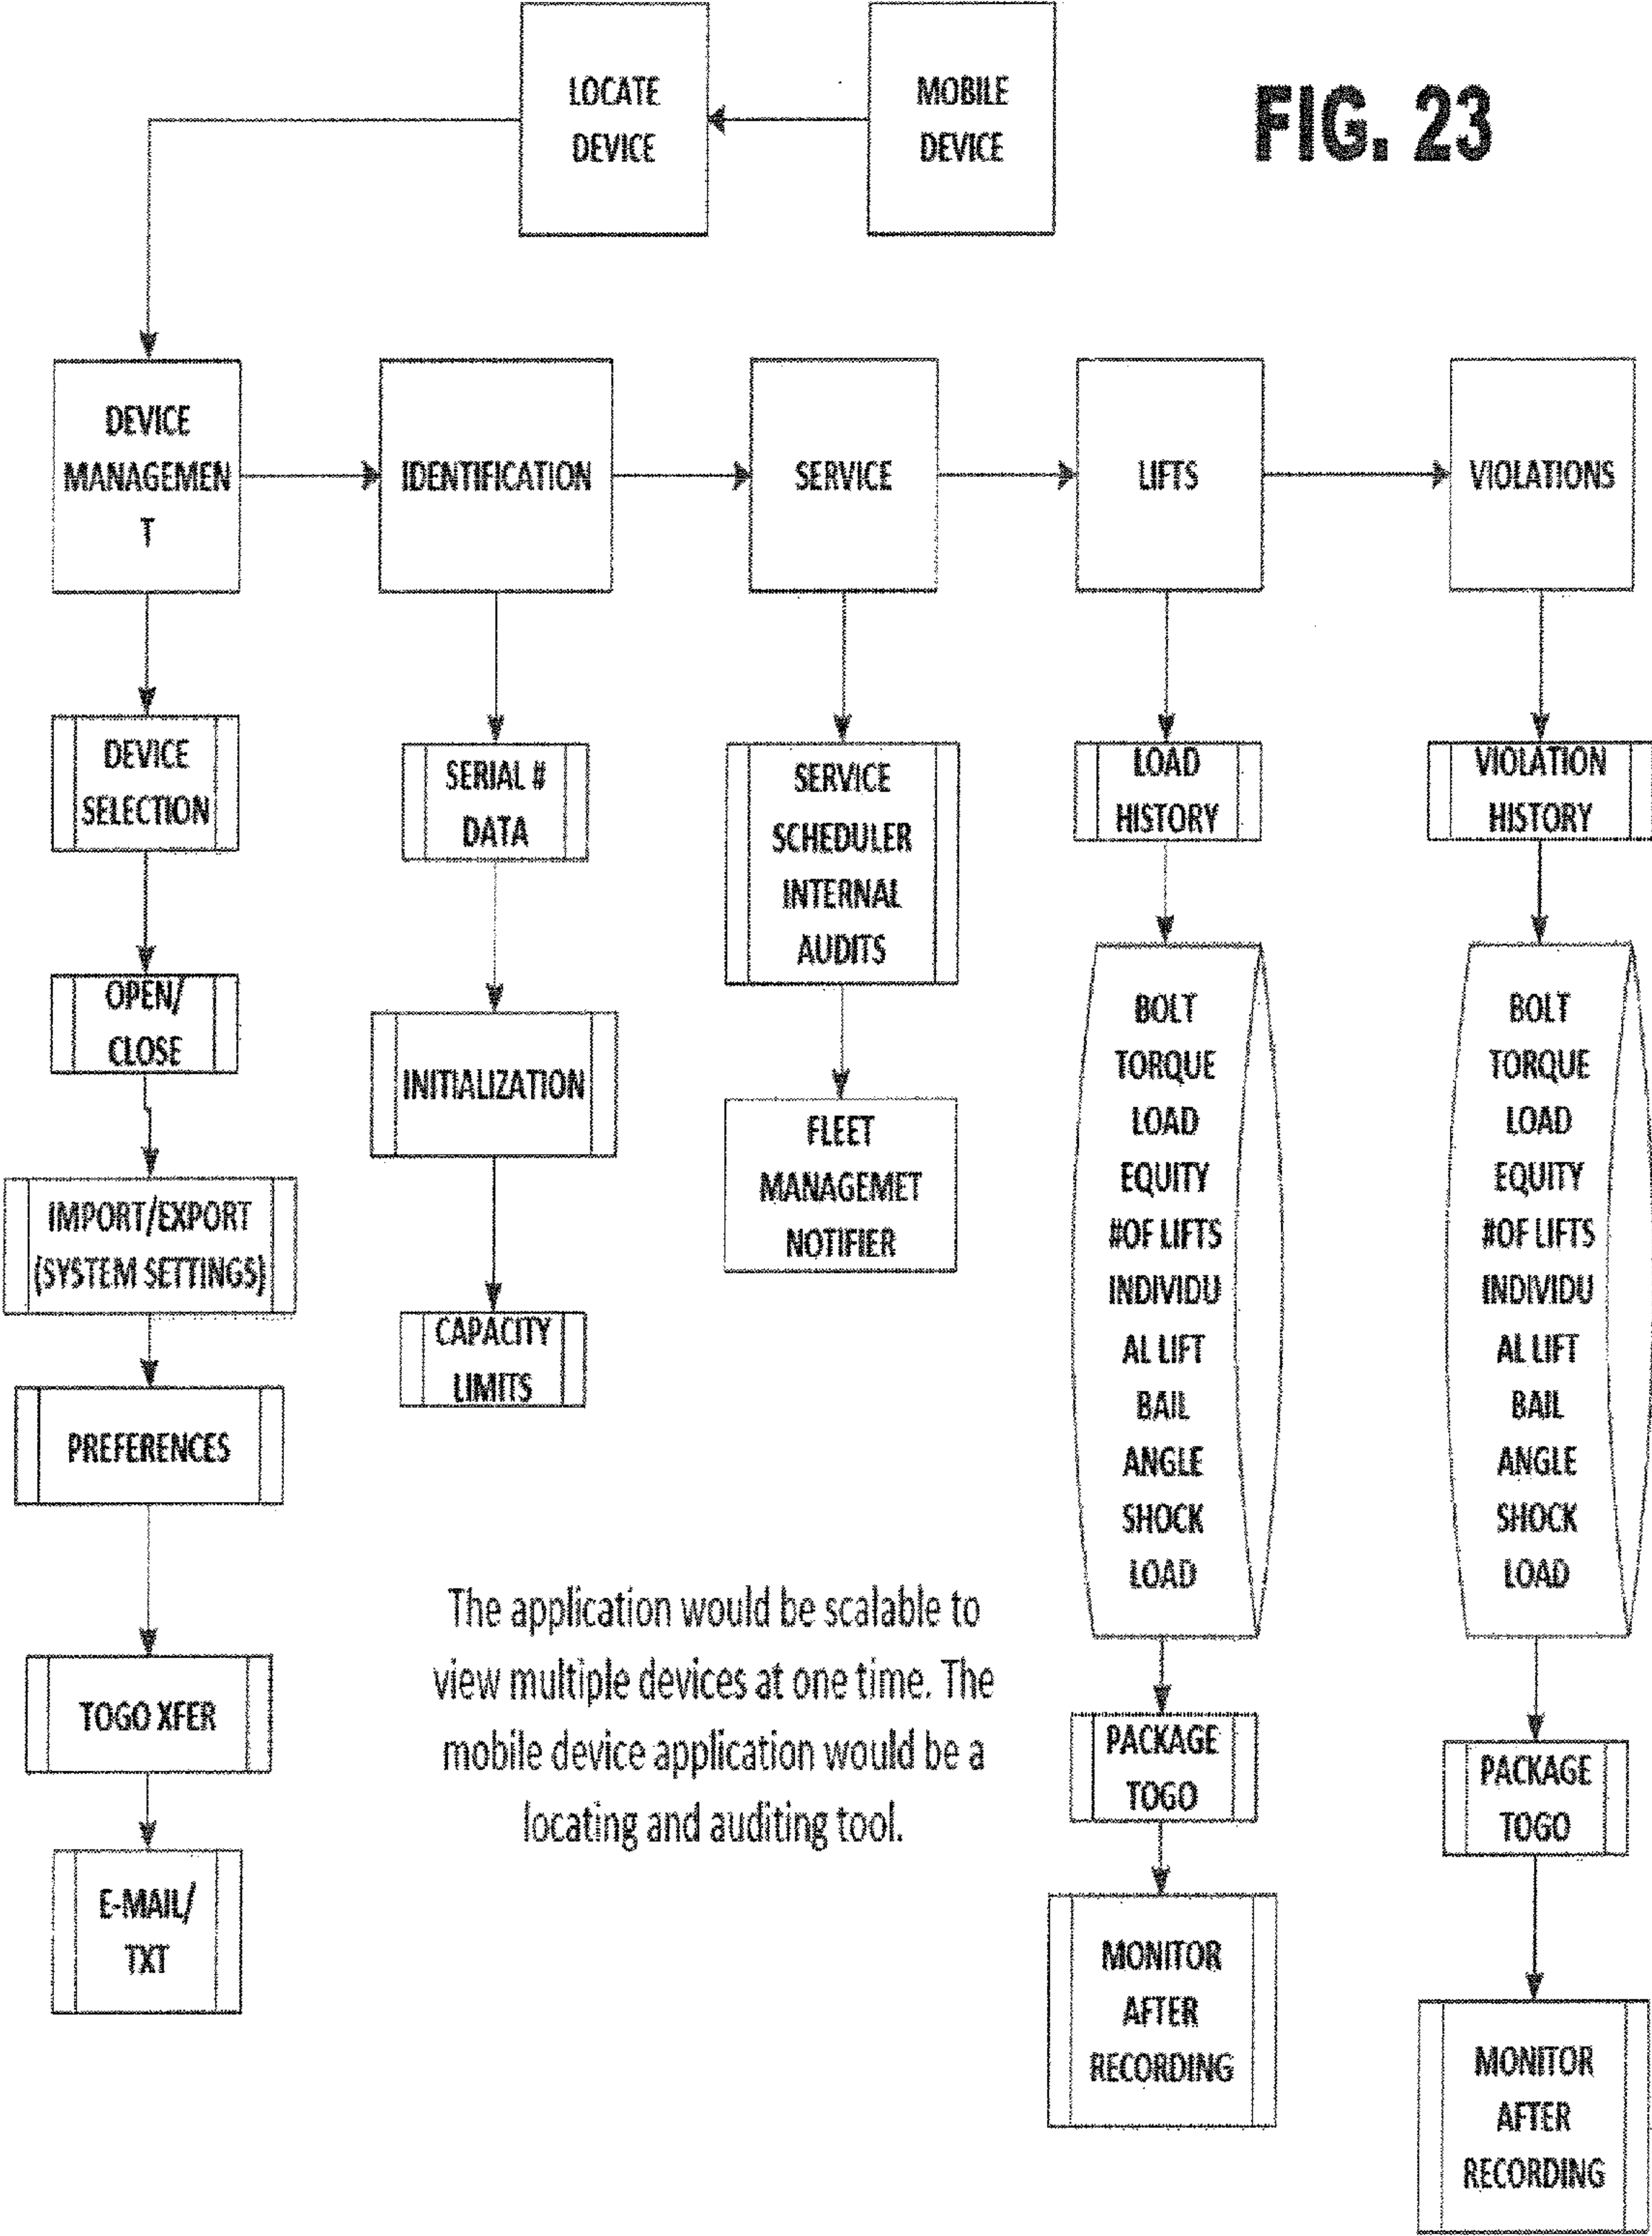 LOCATE
DEVICE
MOBILE
DEVICE
FIG. 23
DEVICE
MANAGEMEN
T
IDENTIFICATION
SERVICE
LIFTS
VIOLATIONS
DEVICE
SELECTION
OPEN/
CLOSE
IMPORT/EXPORT
(SYSTEM SETTINGS)
PREFERENCES
TOGO XFER
E-MAIL/
TXT
SERIAL #
DATA
INITIALIZATION
CAPACITY
LIMITS
SERVICE
SCHEDULER
INTERNAL
AUDITS
FLEET
MANAGEMET
NOTIFIER
LOAD
HISTORY
BOLT
TORQUE
LOAD
EQUITY
#OF LIFTS
INDIVIDU
AL LIFT
BAIL
ANGLE
SHOCK
LOAD
PACKAGE
TOGO
MONITOR
AFTER
RECORDING
VIOLATION
HISTORY
BOLT
TORQUE
LOAD
EQUITY
#OF LIFTS
INDIVIDU
AL LIFT
BAIL
ANGLE
SHOCK
LOAD
PACKAGE
TOGO
MONITOR
AFTER
RECORDING
The application would be scalable to
view multiple devices at one time. The
mobile device application would be a
locating and auditing tool.